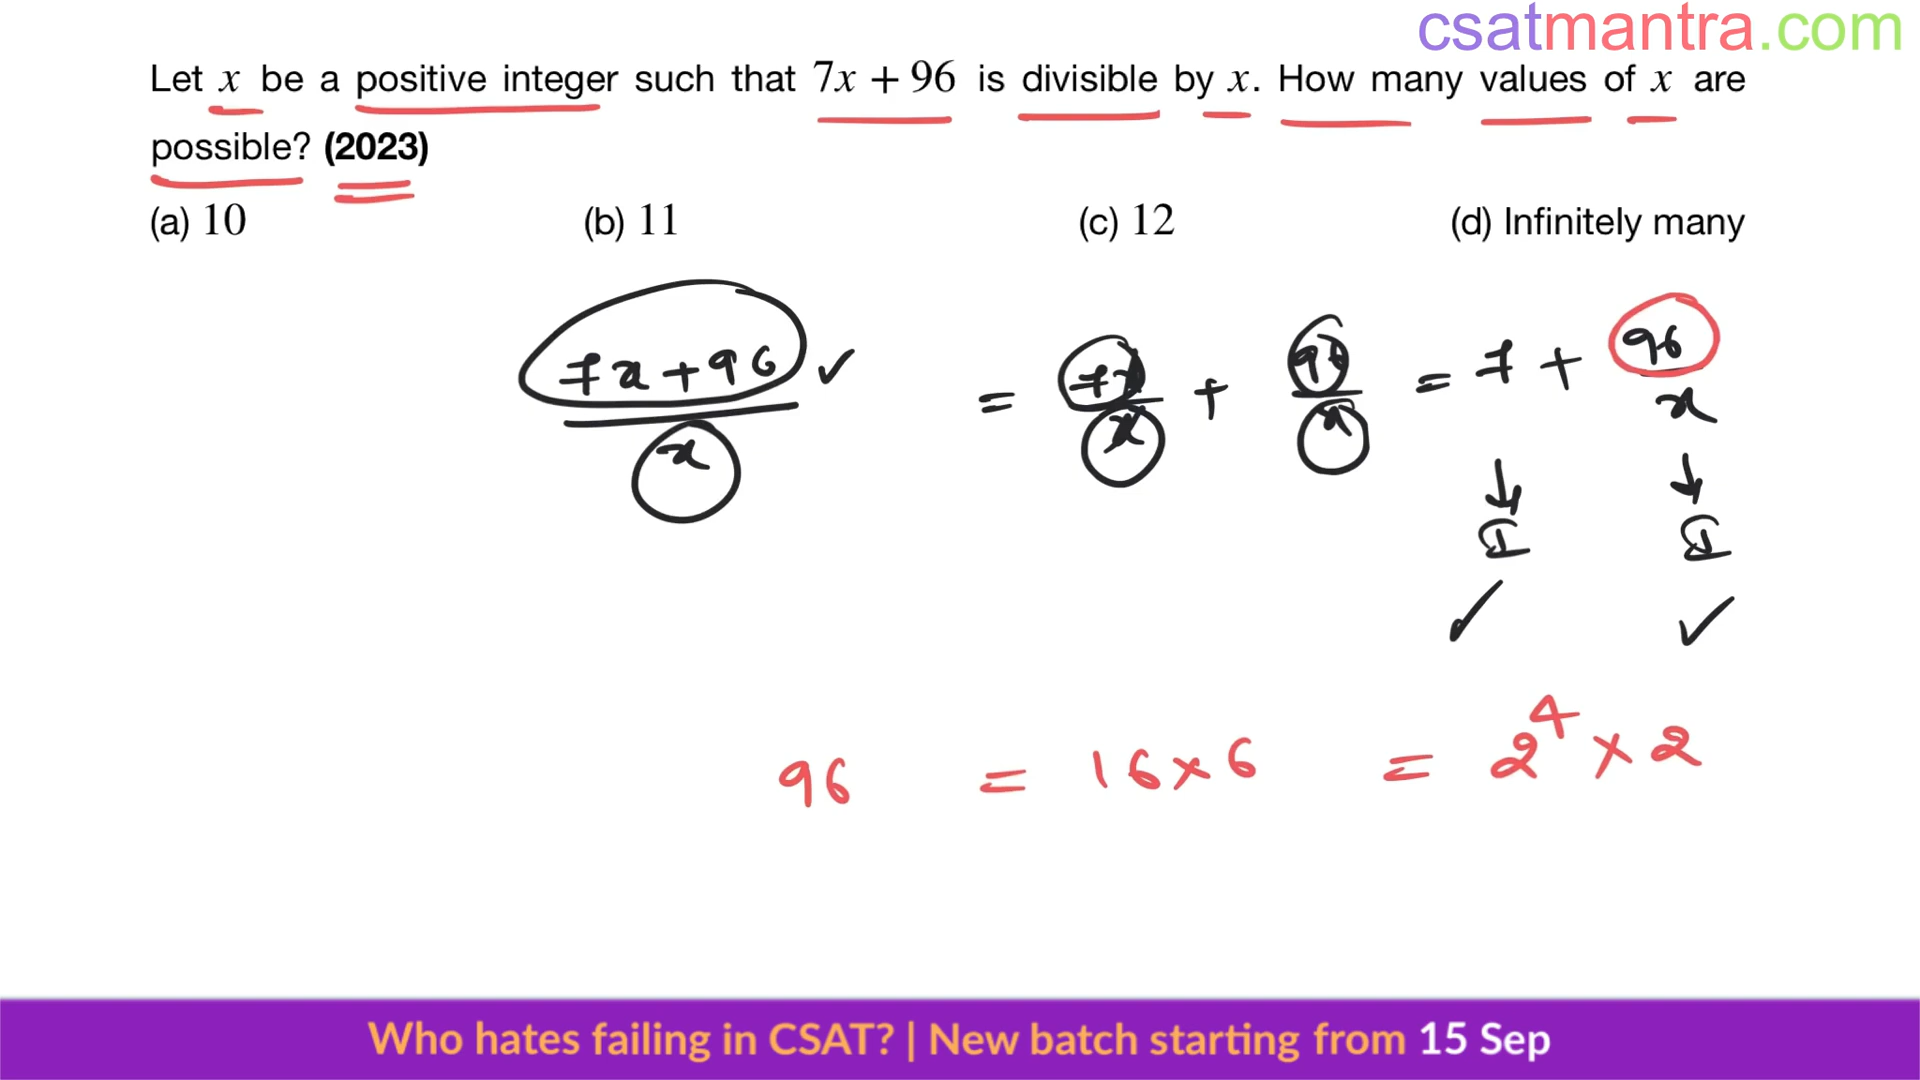 csatmantra.com
Let x be a positive integer such that 7x + 96 is divisible by x. How many values of x are
possible? (2023)
(a) 10 (b) 11 (c) 12 (d) Infinitely many
7x + 96 = 7x + 96 = 7 + 96
x x x x
I I
96 = 16 × 6 = 2⁴ × 2
Who hates failing in CSAT? | New batch starting from 15 Sep